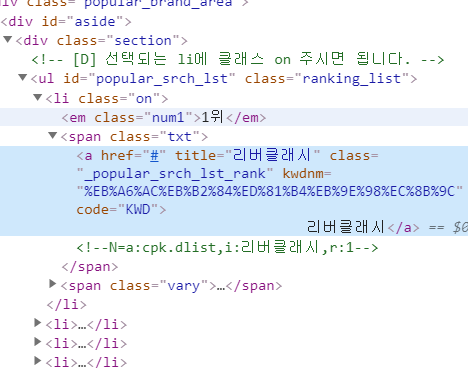 div class="popular_brand_area">
<div id="aside">
▼<div class="section">
<!-- [D] 선택되는 li에 클래스 on 주시면 됩니다. -->
▼<ul id="popular_srch_lst" class="ranking_list">
▼<li class="on">
<em class="num1">1위</em>
▼<span class="txt">
<a href="#" title="리버클래시" class=
"_popular_srch_lst_rank" kwdnm=
"%EB%A6%AC%EB%B2%84%ED%81%B4%EB%9E%98%EC%8B%9C"
code="KWD">
리버클래시</a> == $0
<!--N=a:cpk.dlist,i:리버클래시,r:1-->
</span>
▶<span class="vary">…</span>
</li>
▶<li>…</li>
▶<li>…</li>
▶<li>…</li>